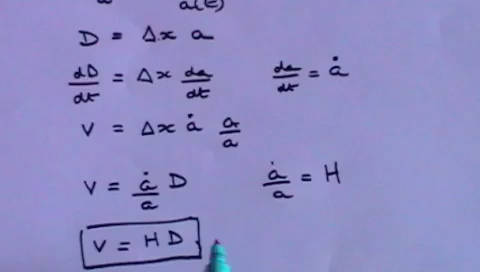 a(t)
D = Δx a
dD/dt = Δx da/dt    da/dt = ȧ
V = Δx ȧ a/a
V = ȧ/a D    ȧ/a = H
V = H D